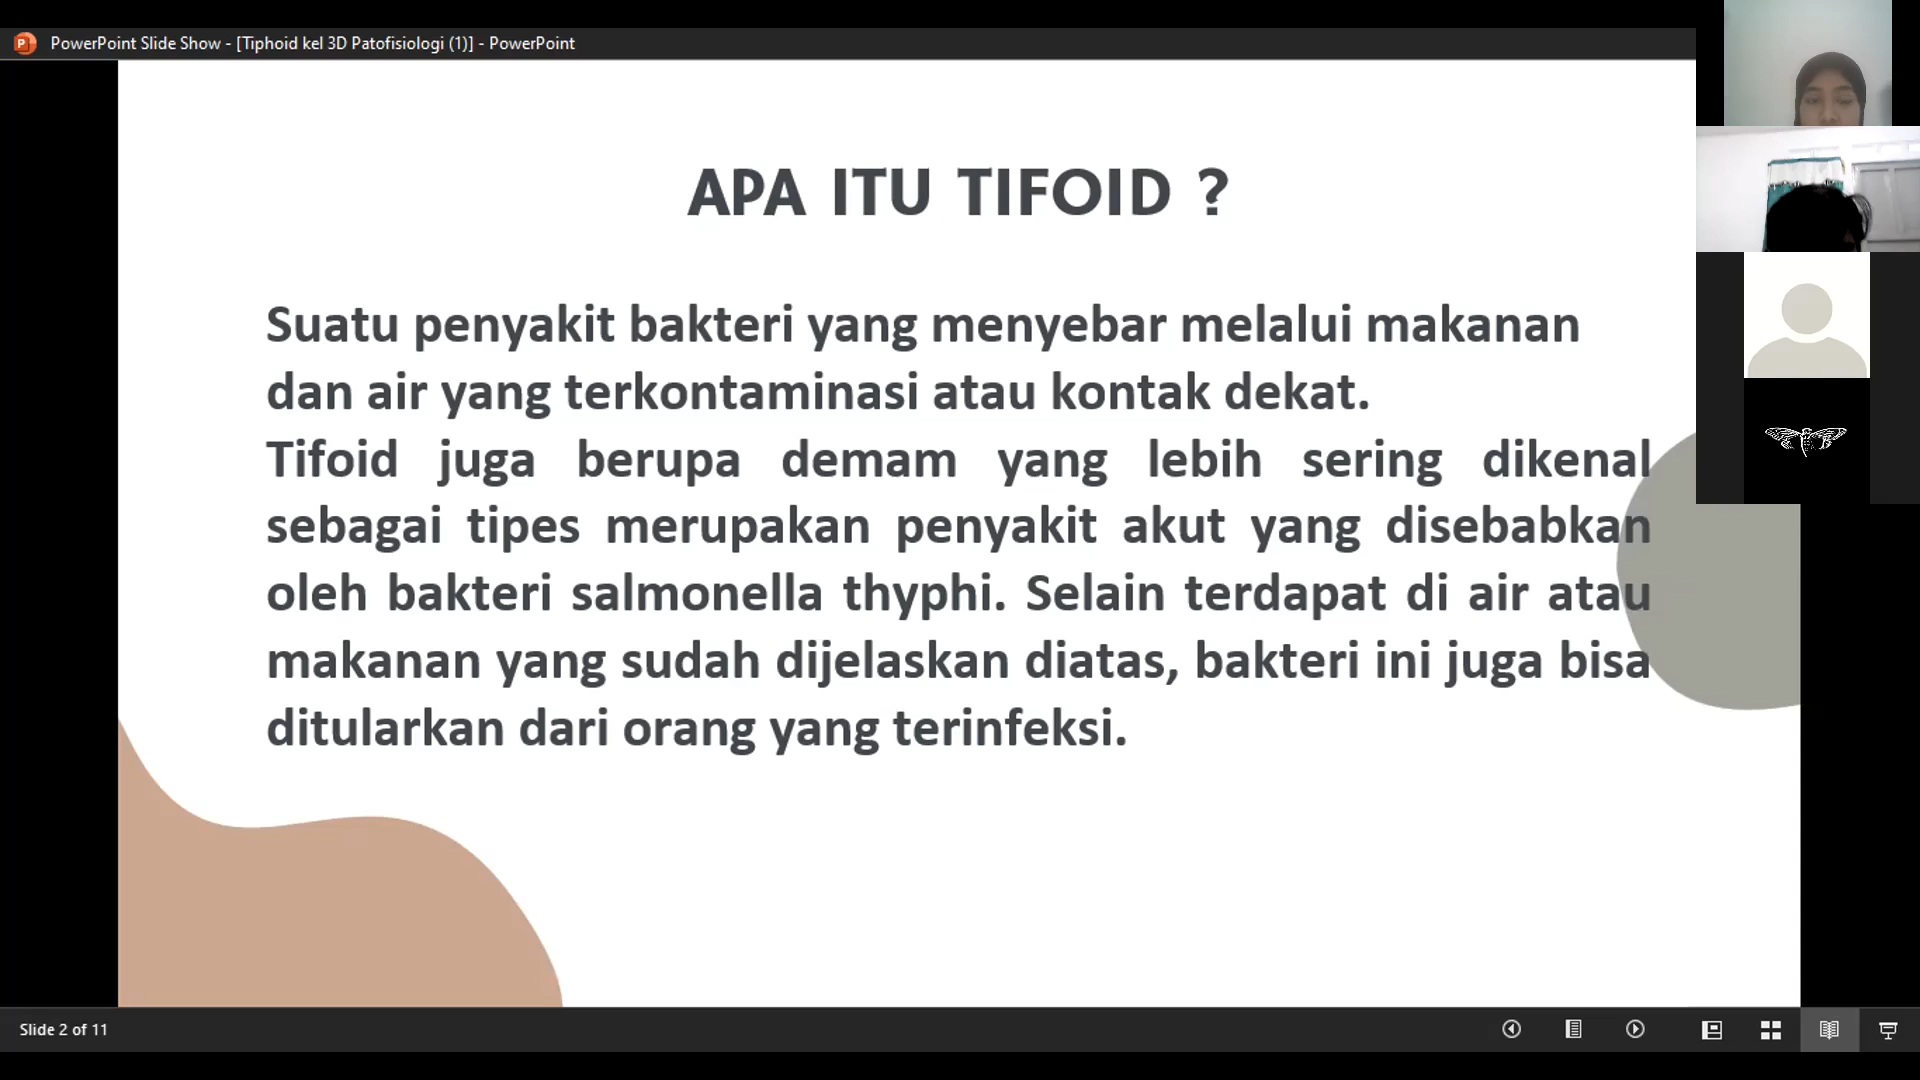 PowerPoint Slide Show - [Tiphoid kel 3D Patofisiologi (1)] - PowerPoint
APA ITU TIFOID ?
Suatu penyakit bakteri yang menyebar melalui makanan
dan air yang terkontaminasi atau kontak dekat.
Tifoid juga berupa demam yang lebih sering dikenal
sebagai tipes merupakan penyakit akut yang disebabkan
oleh bakteri salmonella thyphi. Selain terdapat di air atau
makanan yang sudah dijelaskan diatas, bakteri ini juga bisa
ditularkan dari orang yang terinfeksi.
Slide 2 of 11